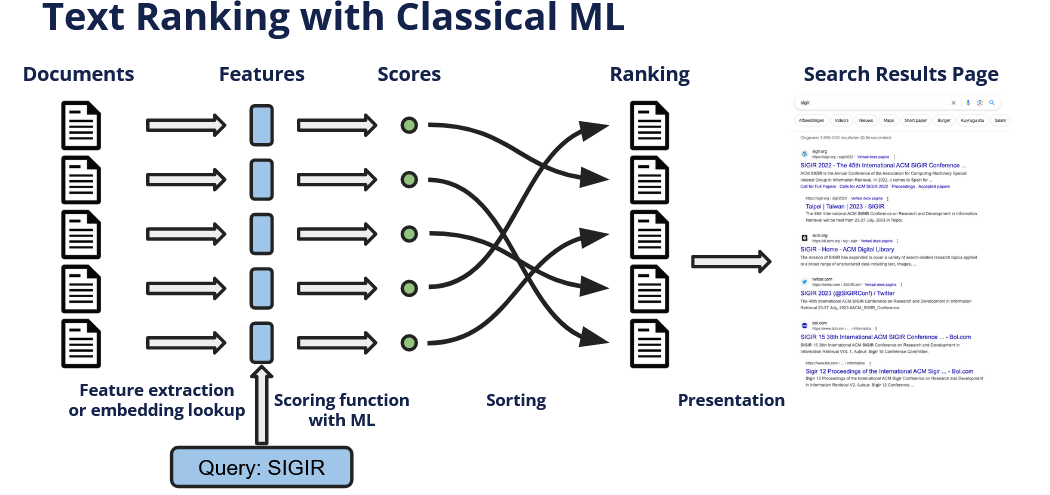 Text Ranking with Classical ML
Documents
Features
Scores
Ranking
Search Results Page
sigir
Afbeeldingen Video's Nieuws Maps Short paper Burger Kuyruğu dta Salam
Ongeveer 3.990.000 resultaten
sigir.org
https://sigir.org › sigir2022 · Vertaal deze pagina
SIGIR 2022 - The 45th International ACM SIGIR Conference ...
ACM SIGIR is the Annual Conference of the Association for Computing Machinery Special
Interest Group in Information Retrieval. In 2022, it comes to Spain for ...
Call for Full Papers · Calls for ACM SIGIR 2022 · Proceedings · Accepted papers
https://sigir.org › sigir2023 · Vertaal deze pagina
Taipei | Taiwan | 2023 - SIGIR
The 46th International ACM SIGIR Conference on Research and Development in Information
Retrieval will be held from 23-27 July, 2023 in Taipei.
acm.org
https://dl.acm.org › sig › sigir · Vertaal deze pagina
SIGIR - Home - ACM Digital Library
The mission of SIGIR has expanded to cover a variety of search-related research topics applied
to a broad range of unstructured data including text, images, ...
twitter.com
https://twitter.com › SIGIRConf · Vertaal deze pagina
SIGIR 2023 (@SIGIRConf) / Twitter
The 46th International ACM SIGIR Conference on Research and Development in Information
Retrieval 23-27 July, 2023 #ACM_SIGIR_Conference.
bol.com
https://www.bol.com › ... › Informatica
SIGIR 15 38th International ACM SIGIR Conference ... - Bol.com
SIGIR 15 38th International ACM SIGIR Conference on Research and Development in
Information Retrieval VOL 1. Auteur: Sigir 15 Conference Committee.
https://www.bol.com › ... › Informatica
Sigir 12 Proceedings of the International ACM Sigir ... - Bol.com
Sigir 12 Proceedings of the International ACM Sigir Conference on Research and Development
in Information Retrieval V2. Auteur: Sigir 12 Conference ...
Feature extraction
or embedding lookup
Scoring function
with ML
Sorting
Presentation
Query: SIGIR